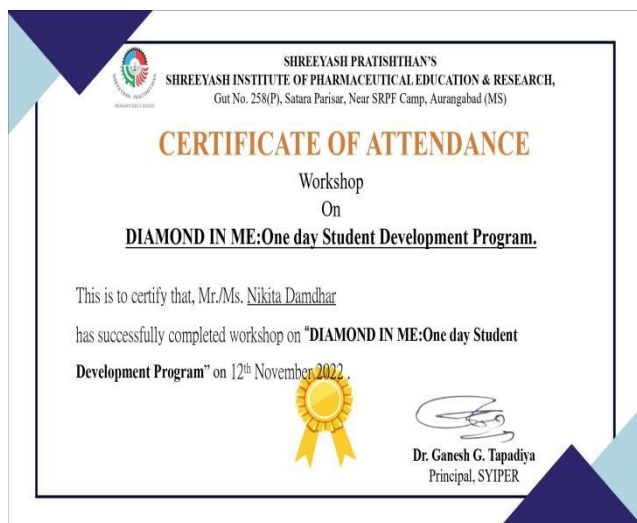 SHREEYASH PRATISHTHAN'S
SHREEYASH INSTITUTE OF PHARMACEUTICAL EDUCATION & RESEARCH,
Gut No. 258(P), Satara Parisar, Near SRPF Camp, Aurangabad (MS)
CERTIFICATE OF ATTENDANCE
Workshop
On
DIAMOND IN ME:One day Student Development Program.
This is to certify that, Mr./Ms. Nikita Damdhar
has successfully completed workshop on "DIAMOND IN ME:One day Student
Development Program" on 12th November 2022 .
Dr. Ganesh G. Tapadiya
Principal, SYIPER